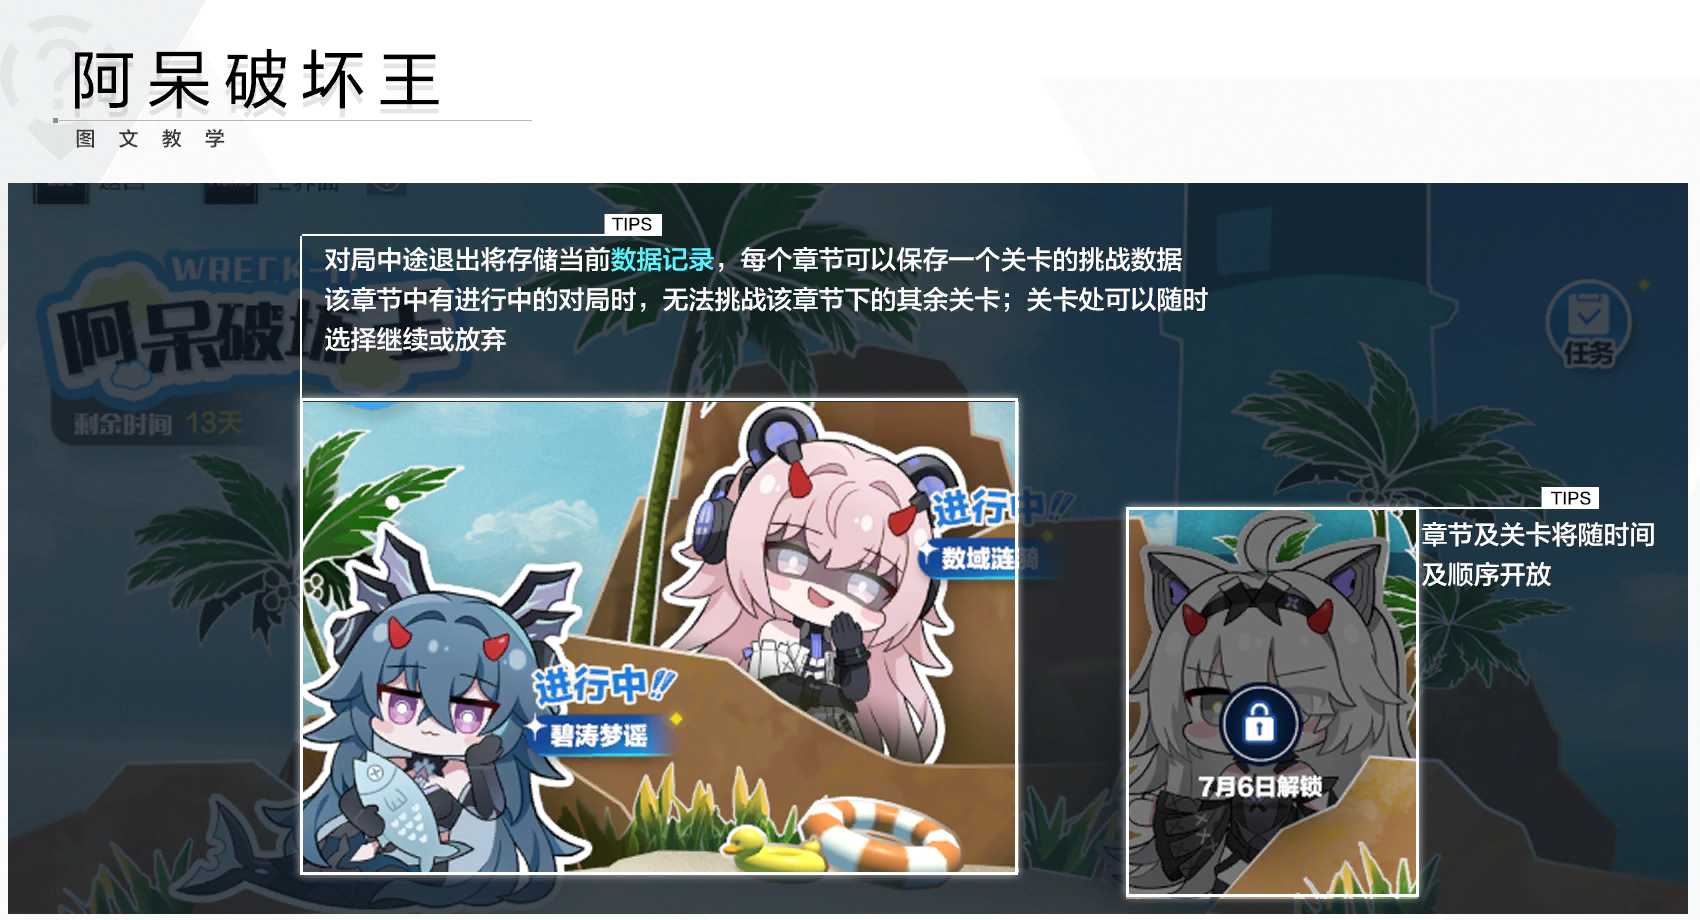 阿呆破坏王
图文教学
返回
主界面
TIPS
对局中途退出将存储当前数据记录，每个章节可以保存一个关卡的挑战数据
该章节中有进行中的对局时，无法挑战该章节下的其余关卡；关卡处可以随时
选择继续或放弃
WRECK
阿呆破坏王
剩余时间 13天
任务
进行中!!
数域涟漪
进行中!!
碧涛梦谣
TIPS
章节及关卡将随时间
及顺序开放
7月6日解锁